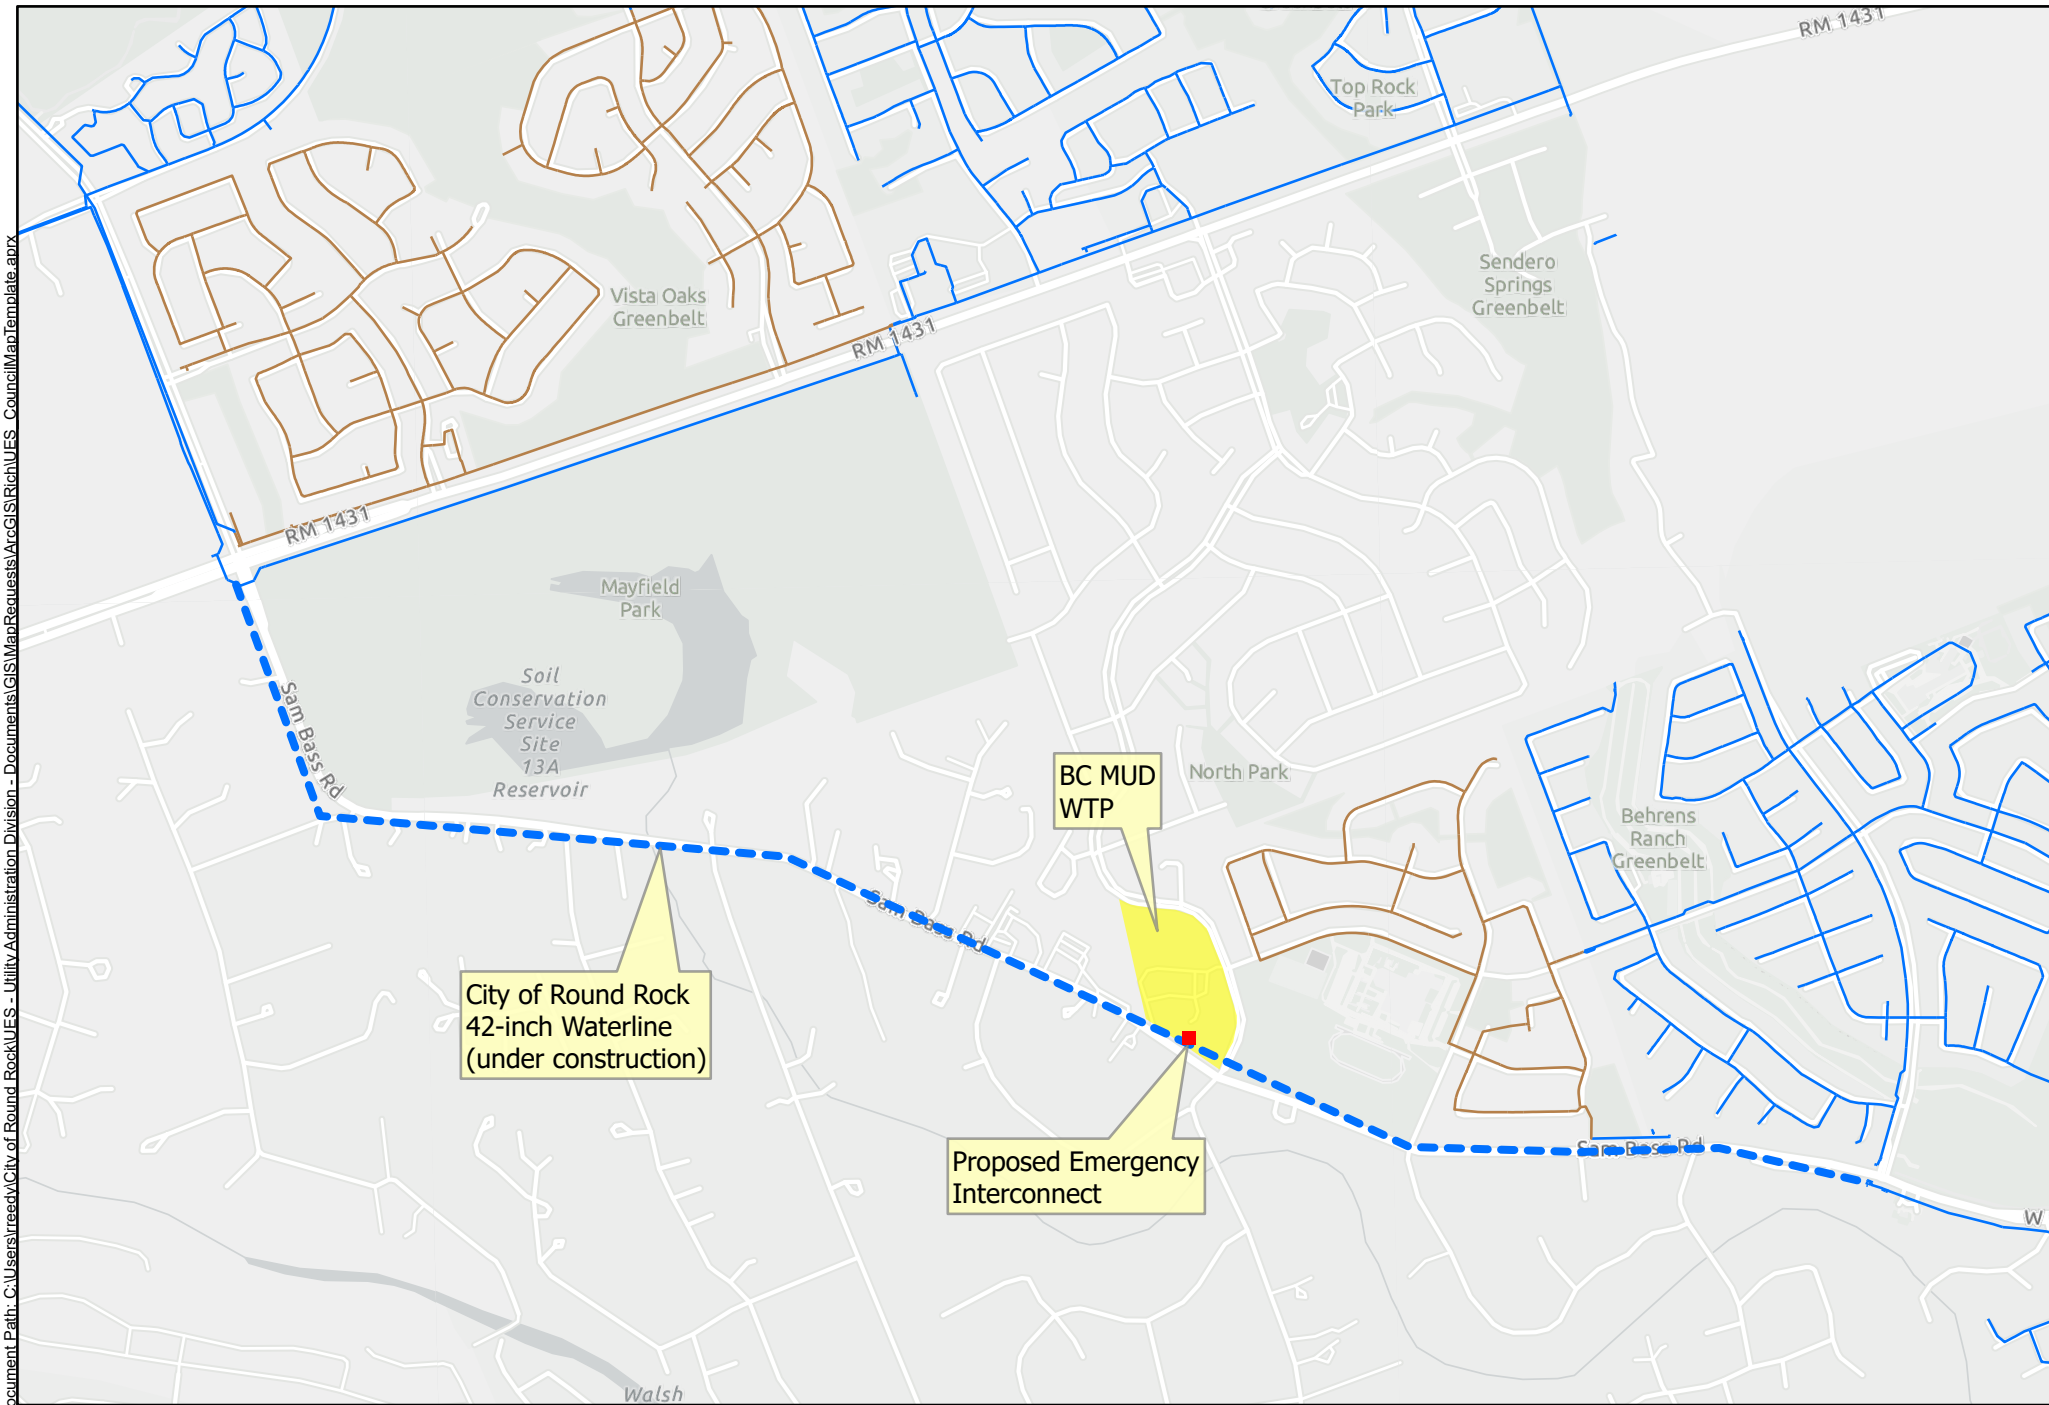 RM 1431
Top Rock
Park
Sendero
Springs
Greenbelt
Vista Oaks
Greenbelt
RM 1431
RM 1431
Mayfield
Park
Soil
Conservation
Service
Site
13A
Reservoir
Sam Bass Rd
BC MUD
WTP
North Park
Behrens
Ranch
Greenbelt
Sam Bass Rd
City of Round Rock
42-inch Waterline
(under construction)
Proposed Emergency
Interconnect
Sam Bass Rd
W
Walsh
ocument Path: C:\Users\rreedy\City of Round Rock\UES - Utility Administration Division - Documents\GIS\MapRequests\ArcGIS\Rich\UES_CouncilMapTemplate.aprx